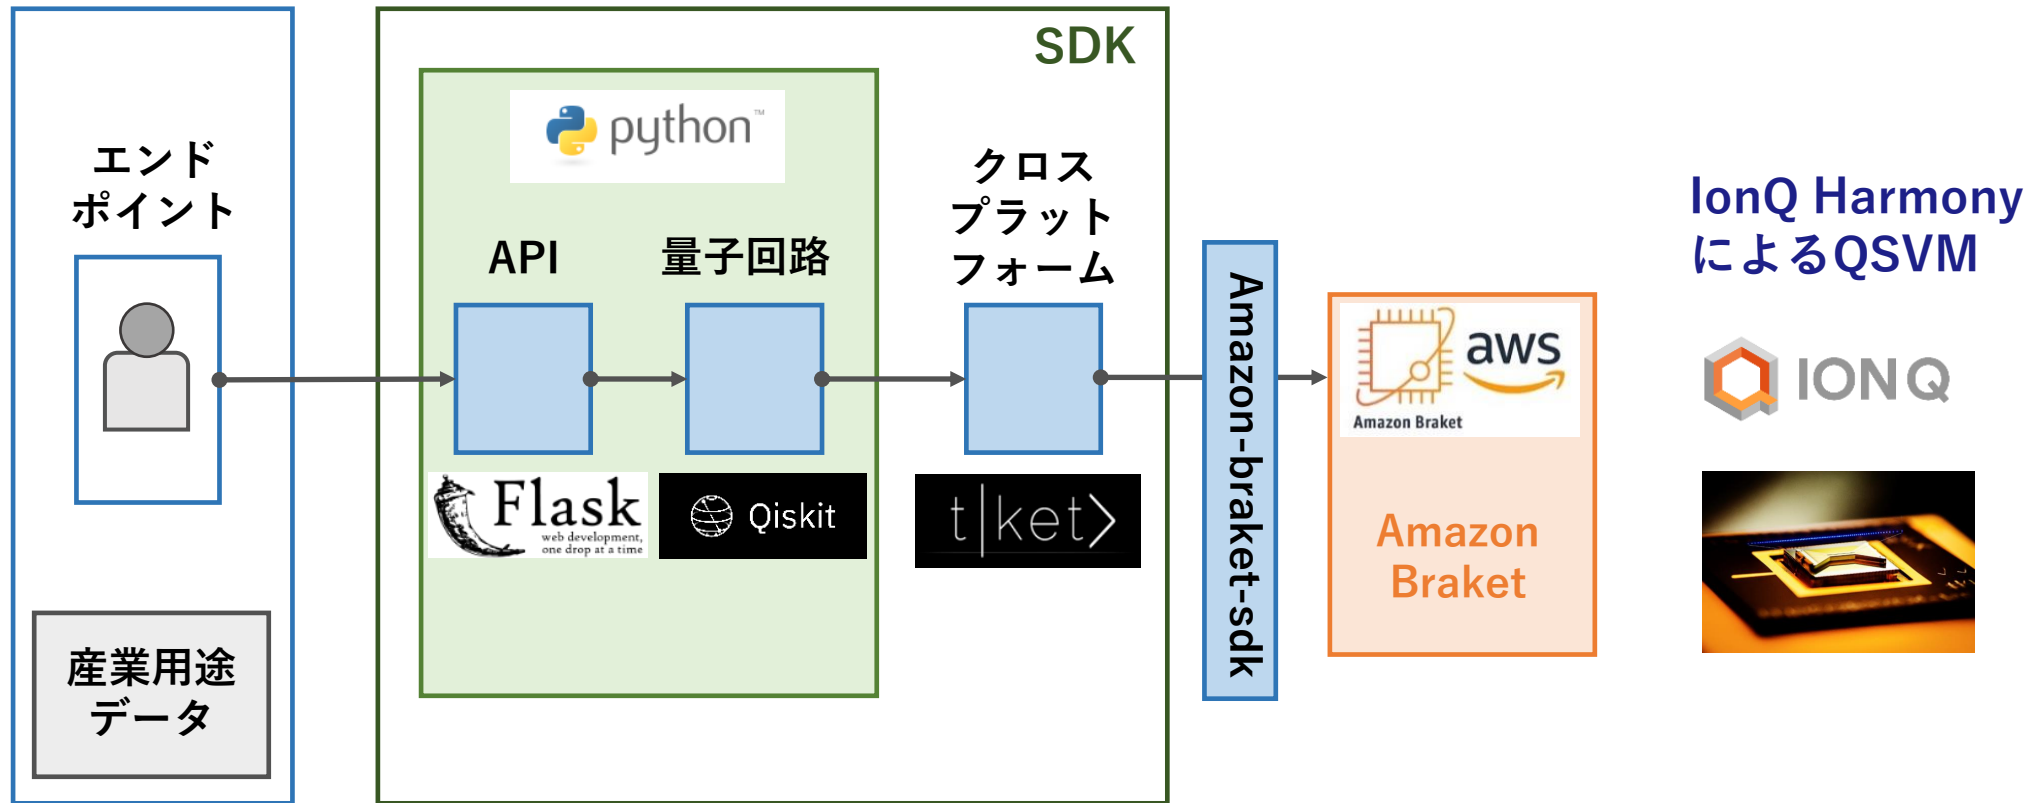 エンド
ポイント
産業用途
データ
SDK
python™
API
量子回路
Flask
web development,
one drop at a time
Qiskit
クロス
プラット
フォーム
t|ket>
Amazon-braket-sdk
aws
Amazon Braket
Amazon
Braket
IonQ Harmony
によるQSVM
IONQ